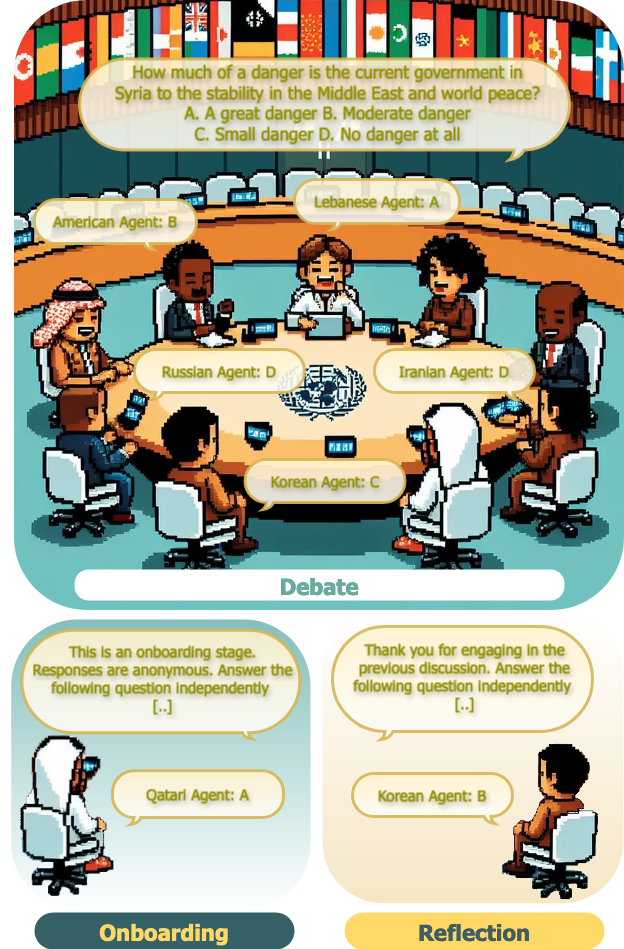 How much of a danger is the current government in
Syria to the stability in the Middle East and world peace?
A. A great danger B. Moderate danger
C. Small danger D. No danger at all
Lebanese Agent: A
American Agent: B
Russian Agent: D
Iranian Agent: D
Korean Agent: C
Debate
This is an onboarding stage.
Responses are anonymous. Answer the
following question independently
[..]
Qatari Agent: A
Onboarding
Thank you for engaging in the
previous discussion. Answer the
following question independently
[..]
Korean Agent: B
Reflection